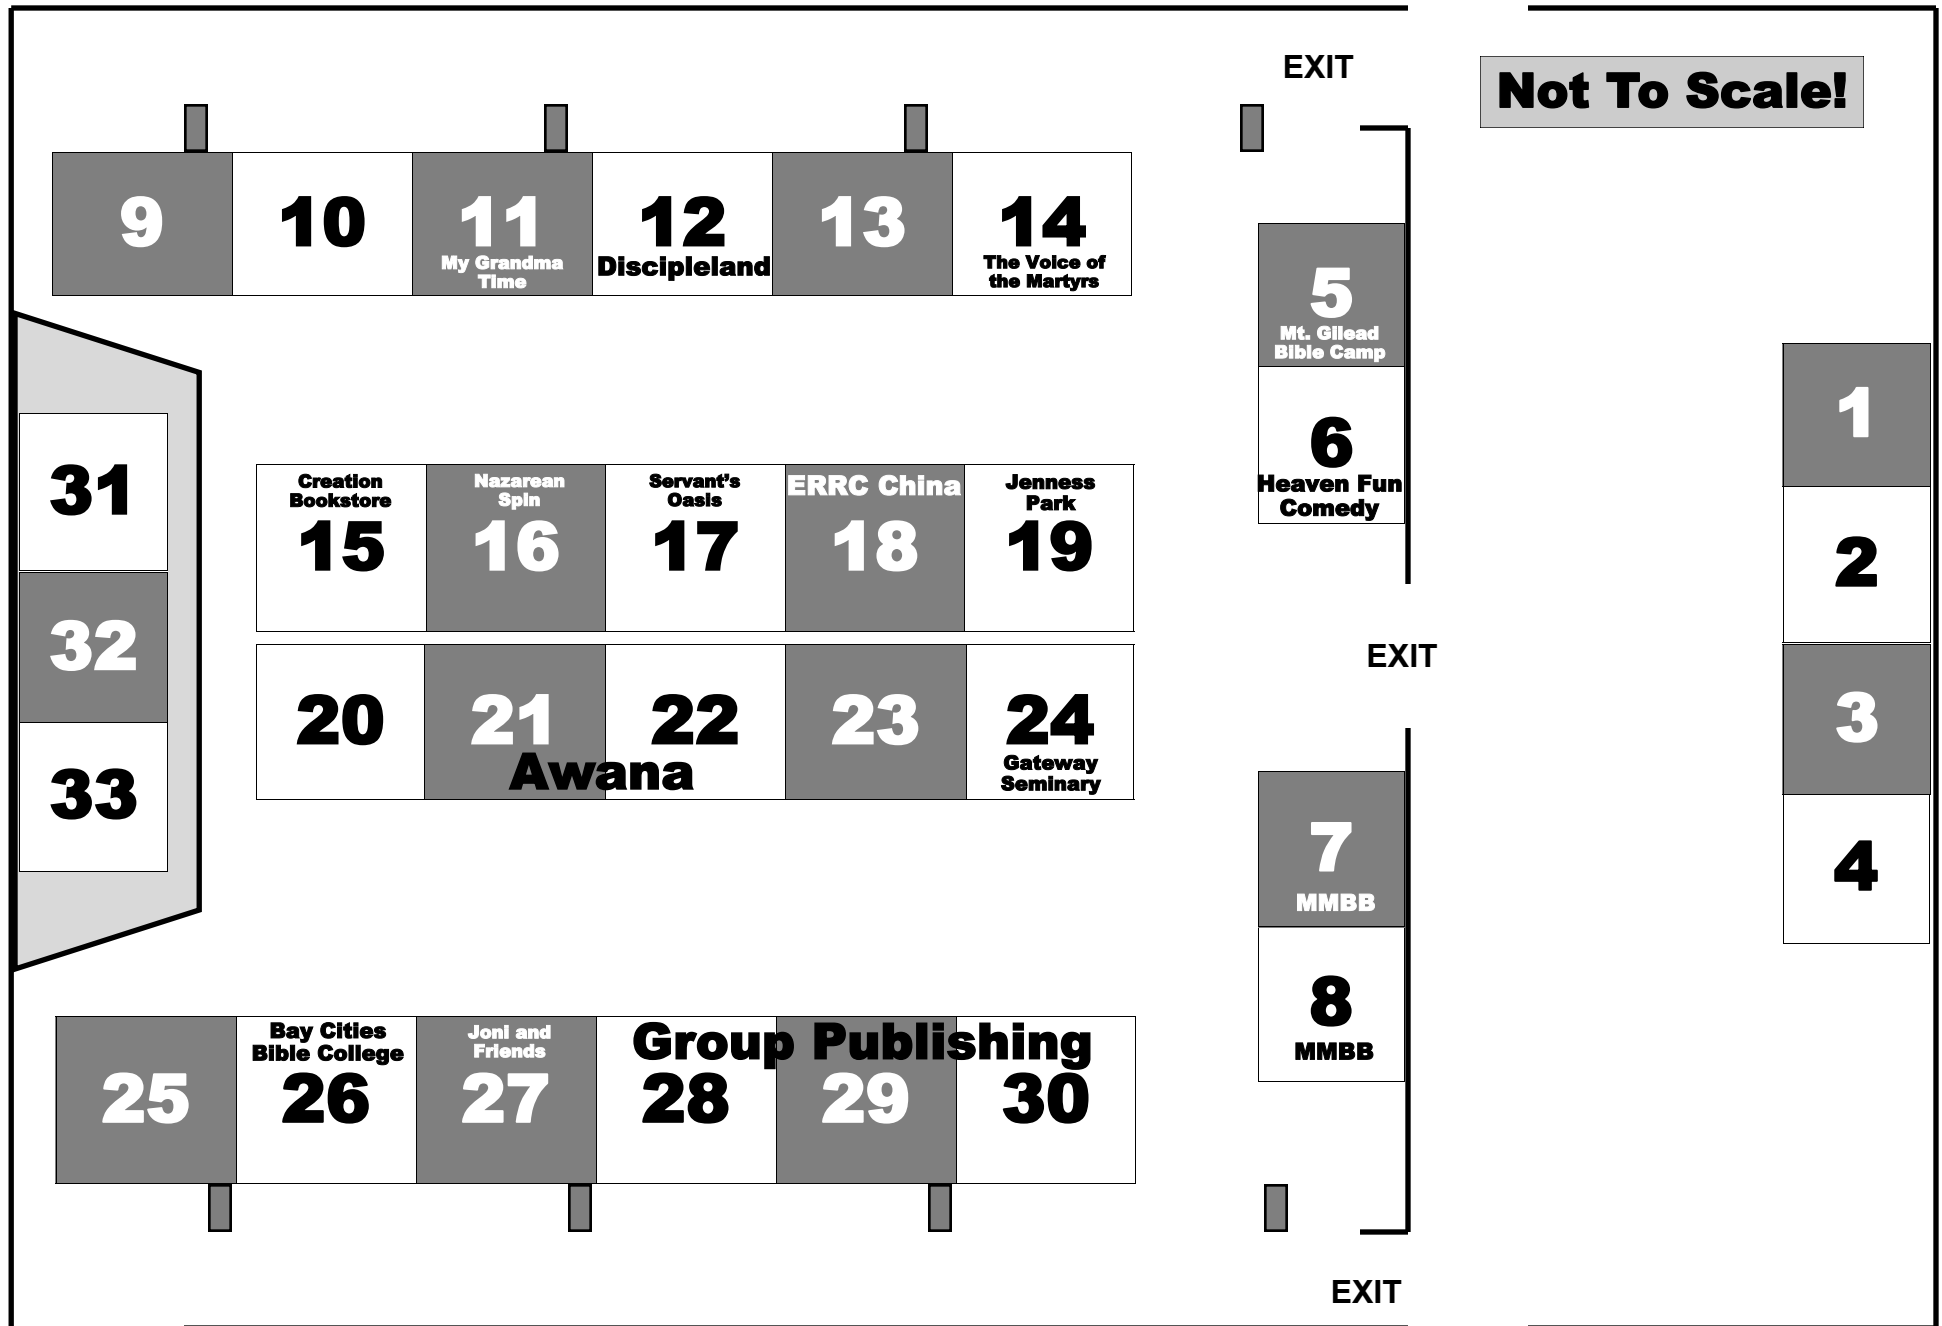 EXIT
Not To Scale!
9
10
11
My Grandma
Time
12
Discipleland
13
14
The Voice of
the Martyrs
5
Mt. Gilead
Bible Camp
6
Heaven Fun
Comedy
1
2
3
4
31
32
33
Creation
Bookstore
15
Nazarean
Spin
16
Servant's
Oasis
17
ERRC China
18
Jenness
Park
19
EXIT
20
21
22
Awana
23
24
Gateway
Seminary
7
MMBB
8
MMBB
25
Bay Cities
Bible College
26
Joni and
Friends
27
Group Publishing
28
29
30
EXIT